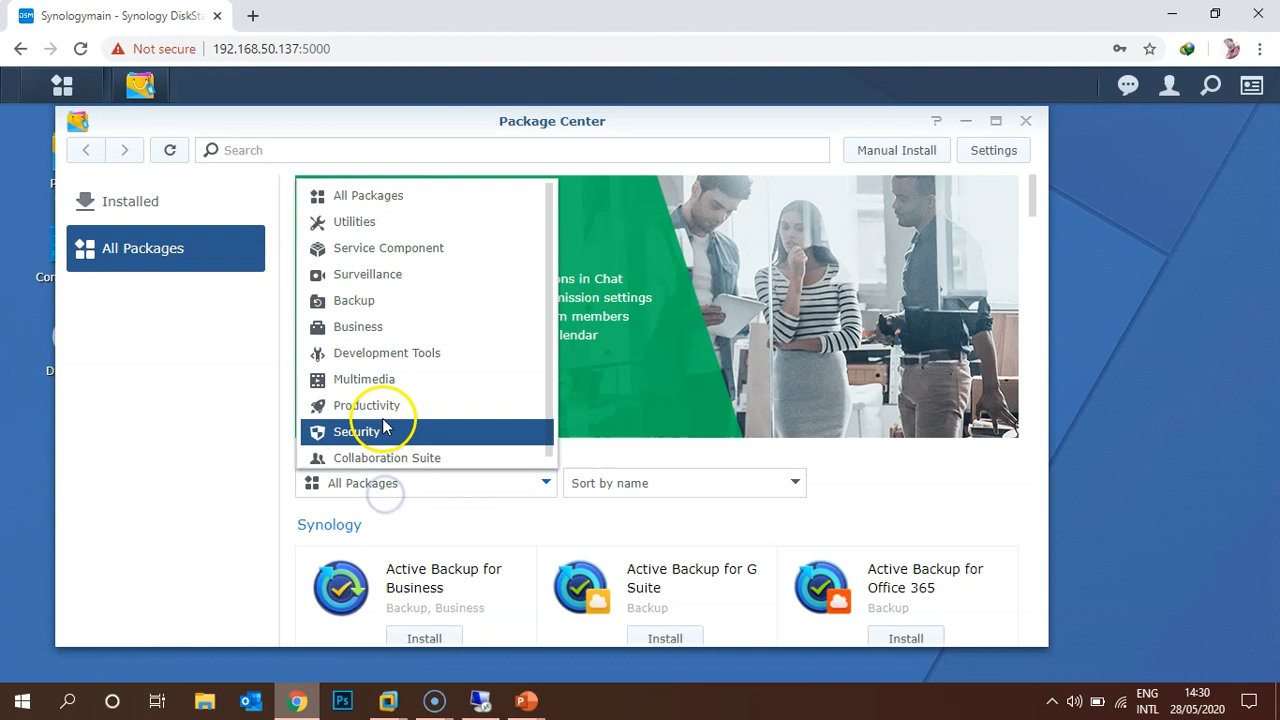 DSM Synologymain - Synology DiskSta
Not secure 192.168.50.137:5000
Package Center
Search
Manual Install
Settings
Installed
All Packages
All Packages
Utilities
Service Component
Surveillance
Backup
Business
Development Tools
Multimedia
Productivity
Security
Collaboration Suite
ons in Chat
mission settings
m members
lendar
All Packages
Sort by name
Synology
Active Backup for
Business
Backup, Business
Install
Active Backup for G
Suite
Backup
Install
Active Backup for
Office 365
Backup
Install
P
Con
D
ENG
INTL
14:30
28/05/2020